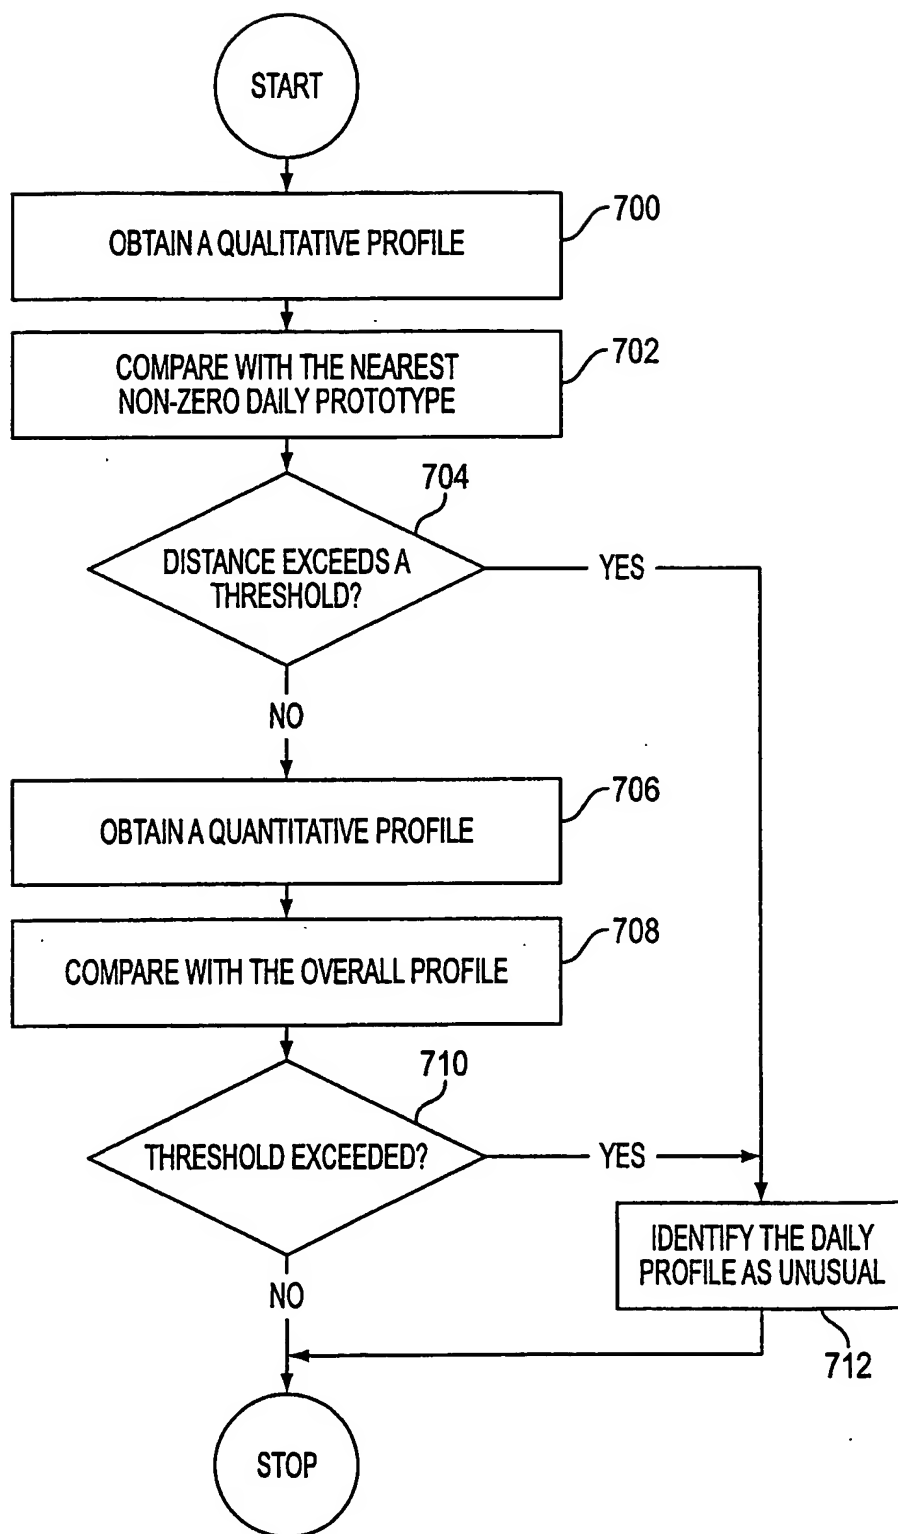 START
OBTAIN A QUALITATIVE PROFILE
700
COMPARE WITH THE NEAREST
NON-ZERO DAILY PROTOTYPE
702
704
DISTANCE EXCEEDS A
THRESHOLD?
YES
NO
OBTAIN A QUANTITATIVE PROFILE
706
COMPARE WITH THE OVERALL PROFILE
708
710
THRESHOLD EXCEEDED?
YES
IDENTIFY THE DAILY
PROFILE AS UNUSUAL
NO
712
STOP